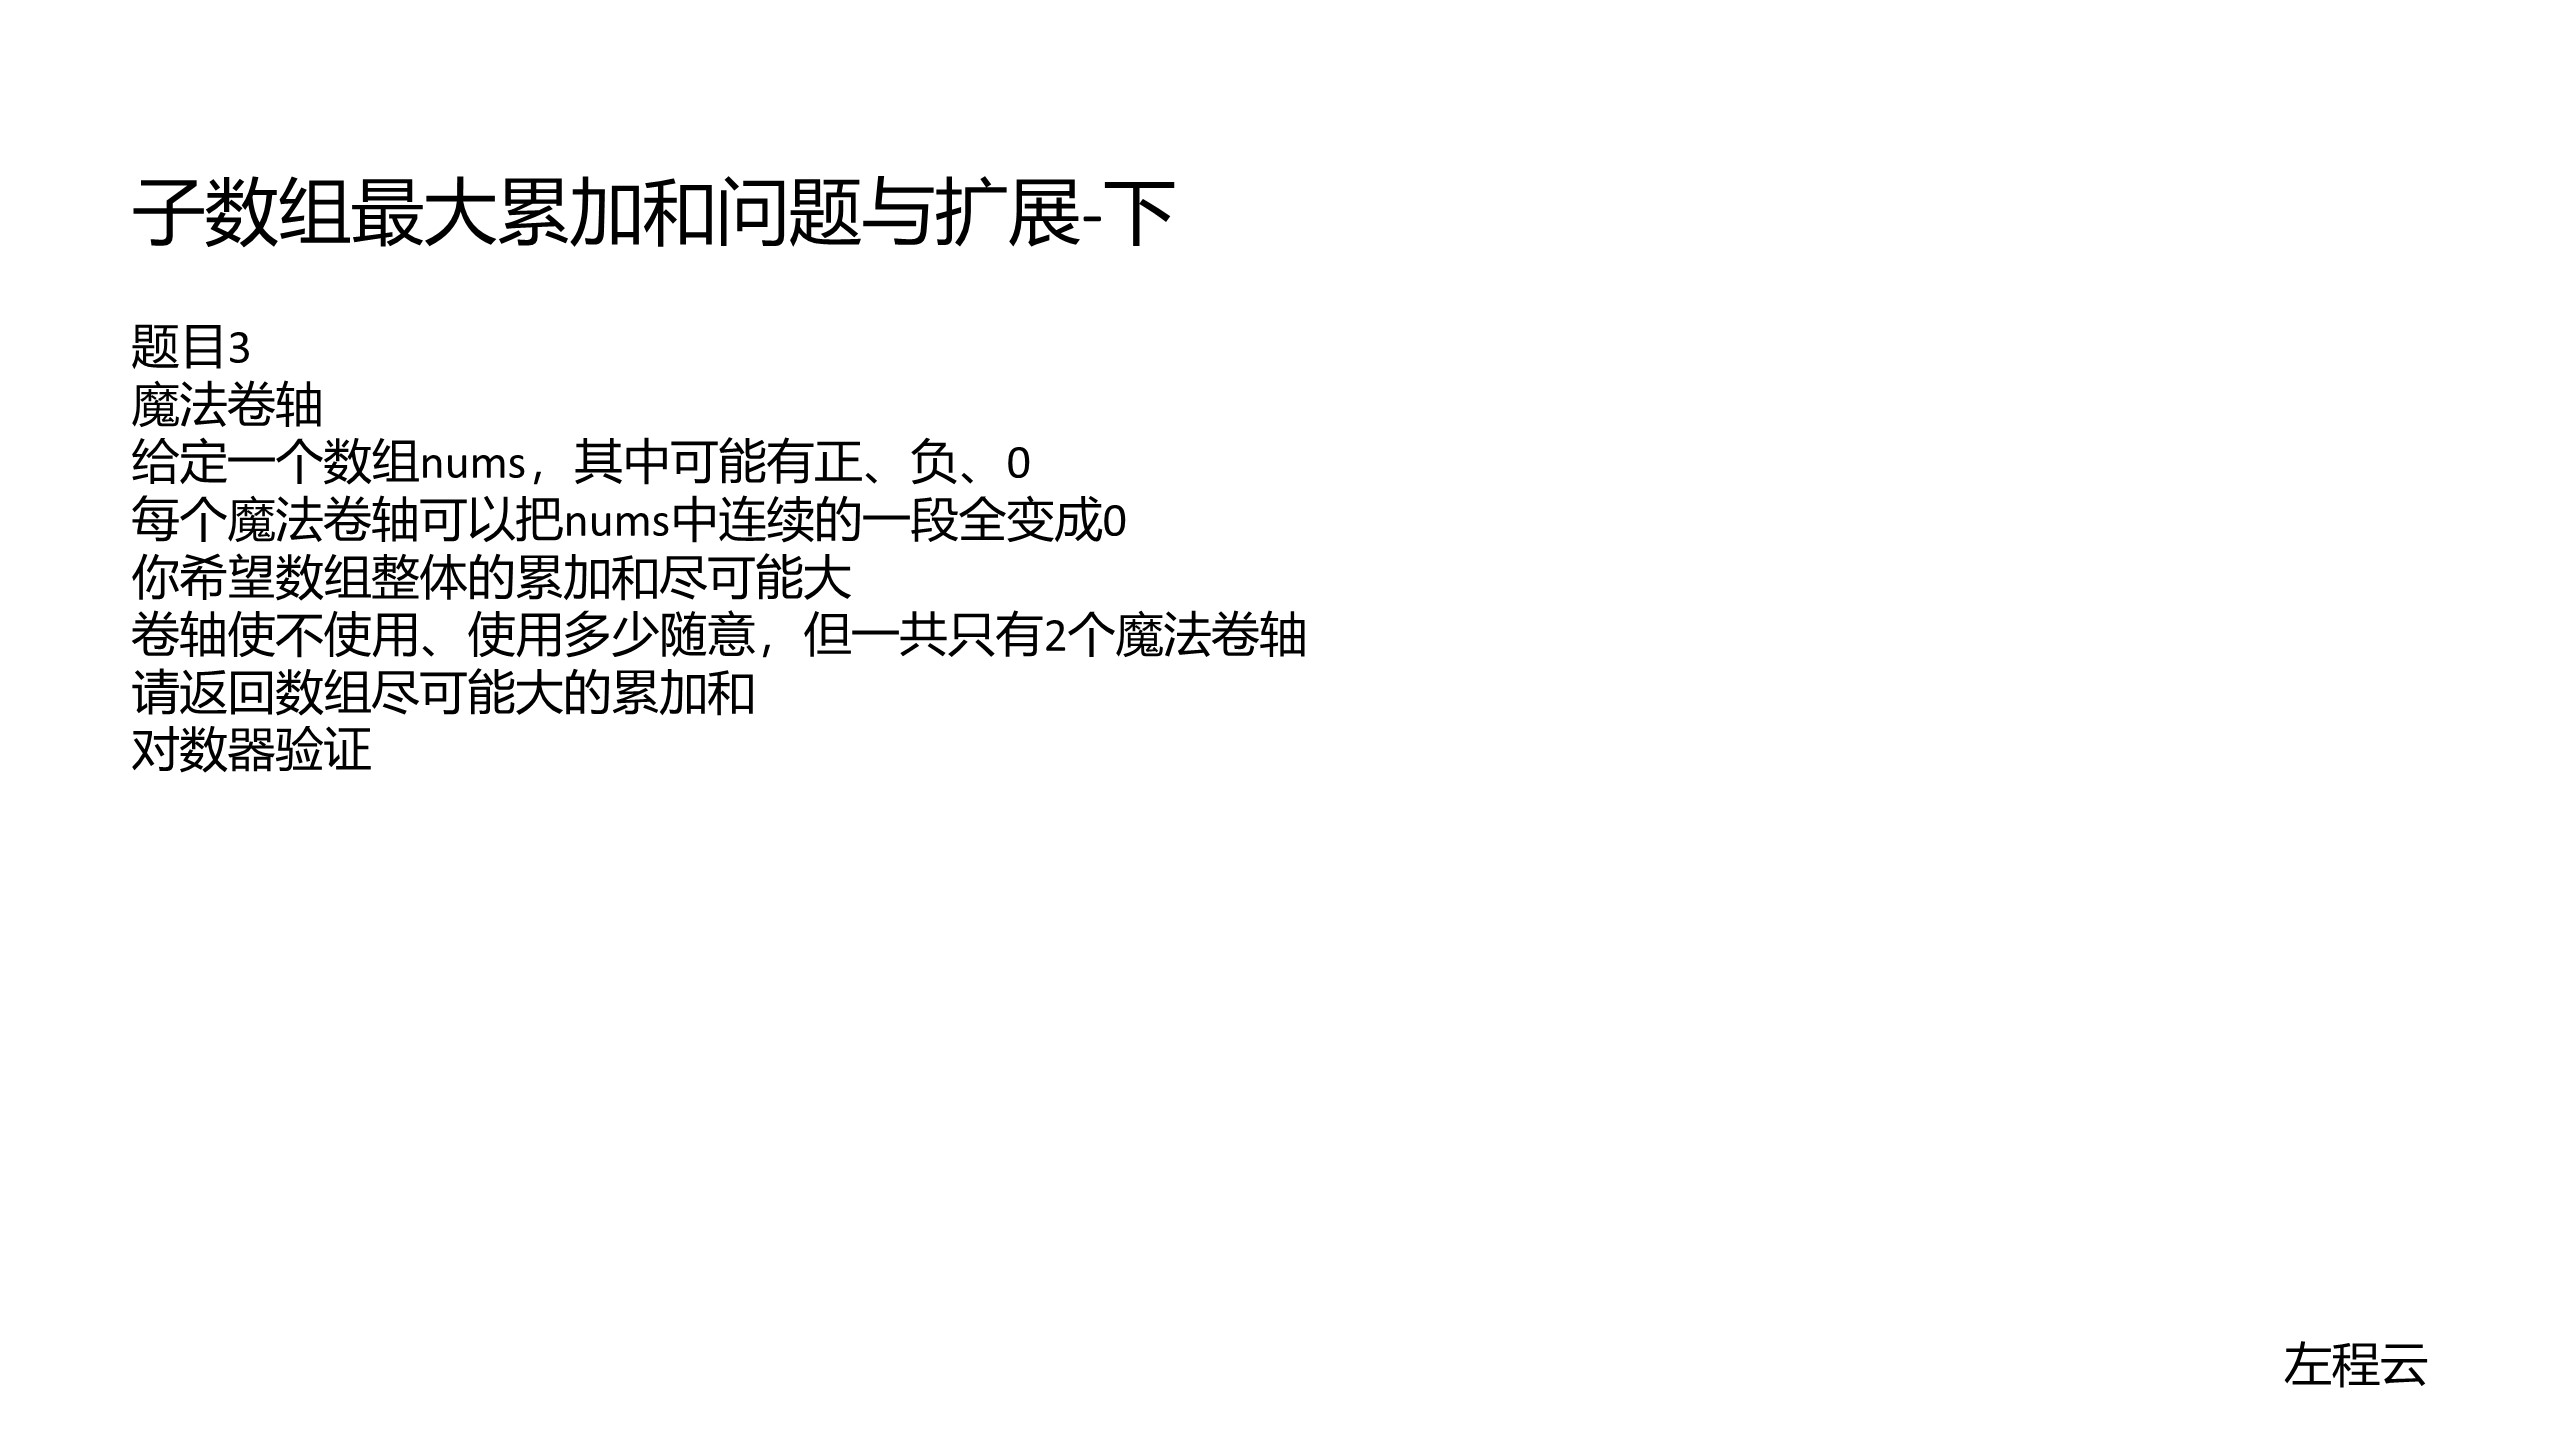 子数组最大累加和问题与扩展-下
题目3
魔法卷轴
给定一个数组nums，其中可能有正、负、0
每个魔法卷轴可以把nums中连续的一段全变成0
你希望数组整体的累加和尽可能大
卷轴使不使用、使用多少随意，但一共只有2个魔法卷轴
请返回数组尽可能大的累加和
对数器验证
左程云